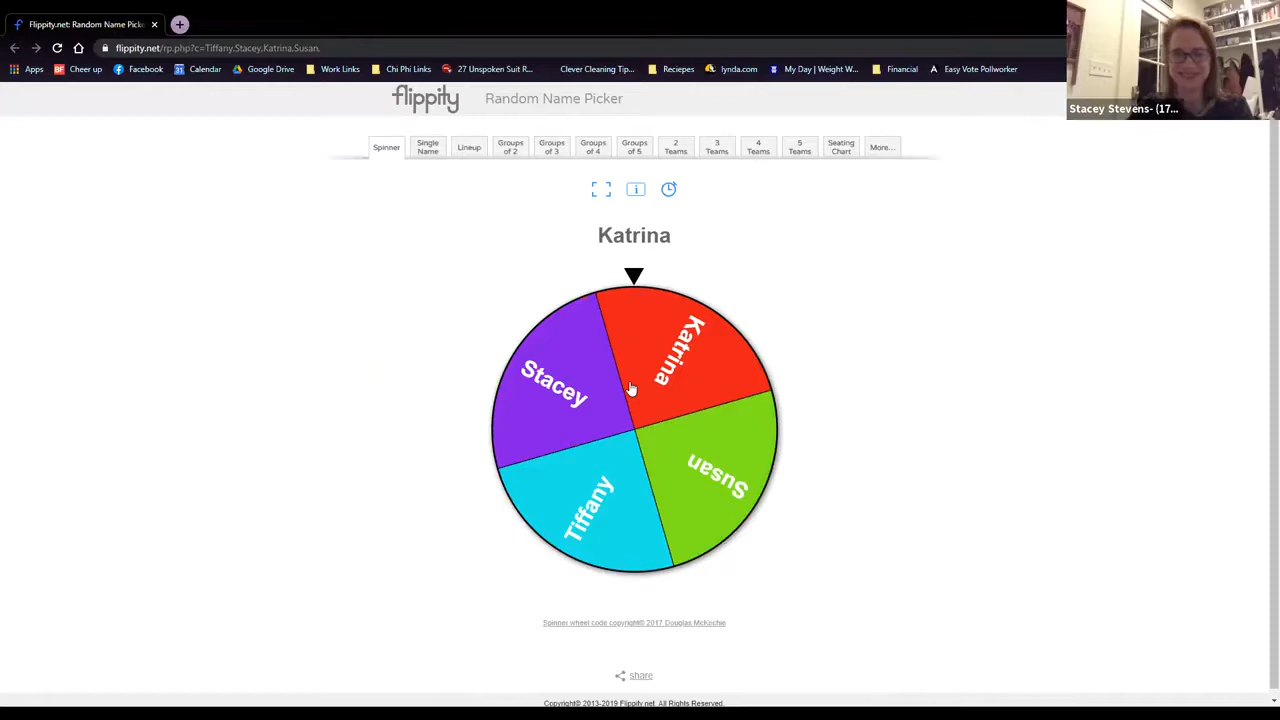 Flippity.net: Random Name Picke
flippity.net/rp.php?c=Tiffany,Stacey,Katrina,Susan,
Apps BF Cheer up Facebook 31 Calendar Google Drive Work Links Chi Phi Links 27 Unspoken Suit R... Clever Cleaning Tip... Reciepes lynda.com My Day | Weight W... Financial A Easy Vote Pollworker
Stacey Stevens- (17...
flippity Random Name Picker
Spinner
Single
Name
Lineup
Groups
of 2
Groups
of 3
Groups
of 4
Groups
of 5
2
Teams
3
Teams
4
Teams
5
Teams
Seating
Chart
More...
i
Katrina
Katrina
Stacey
Susan
Tiffany
Spinner wheel code copyright© 2017 Douglas McKechie
share
Copyright© 2013-2019 Flippity.net. All Rights Reserved.